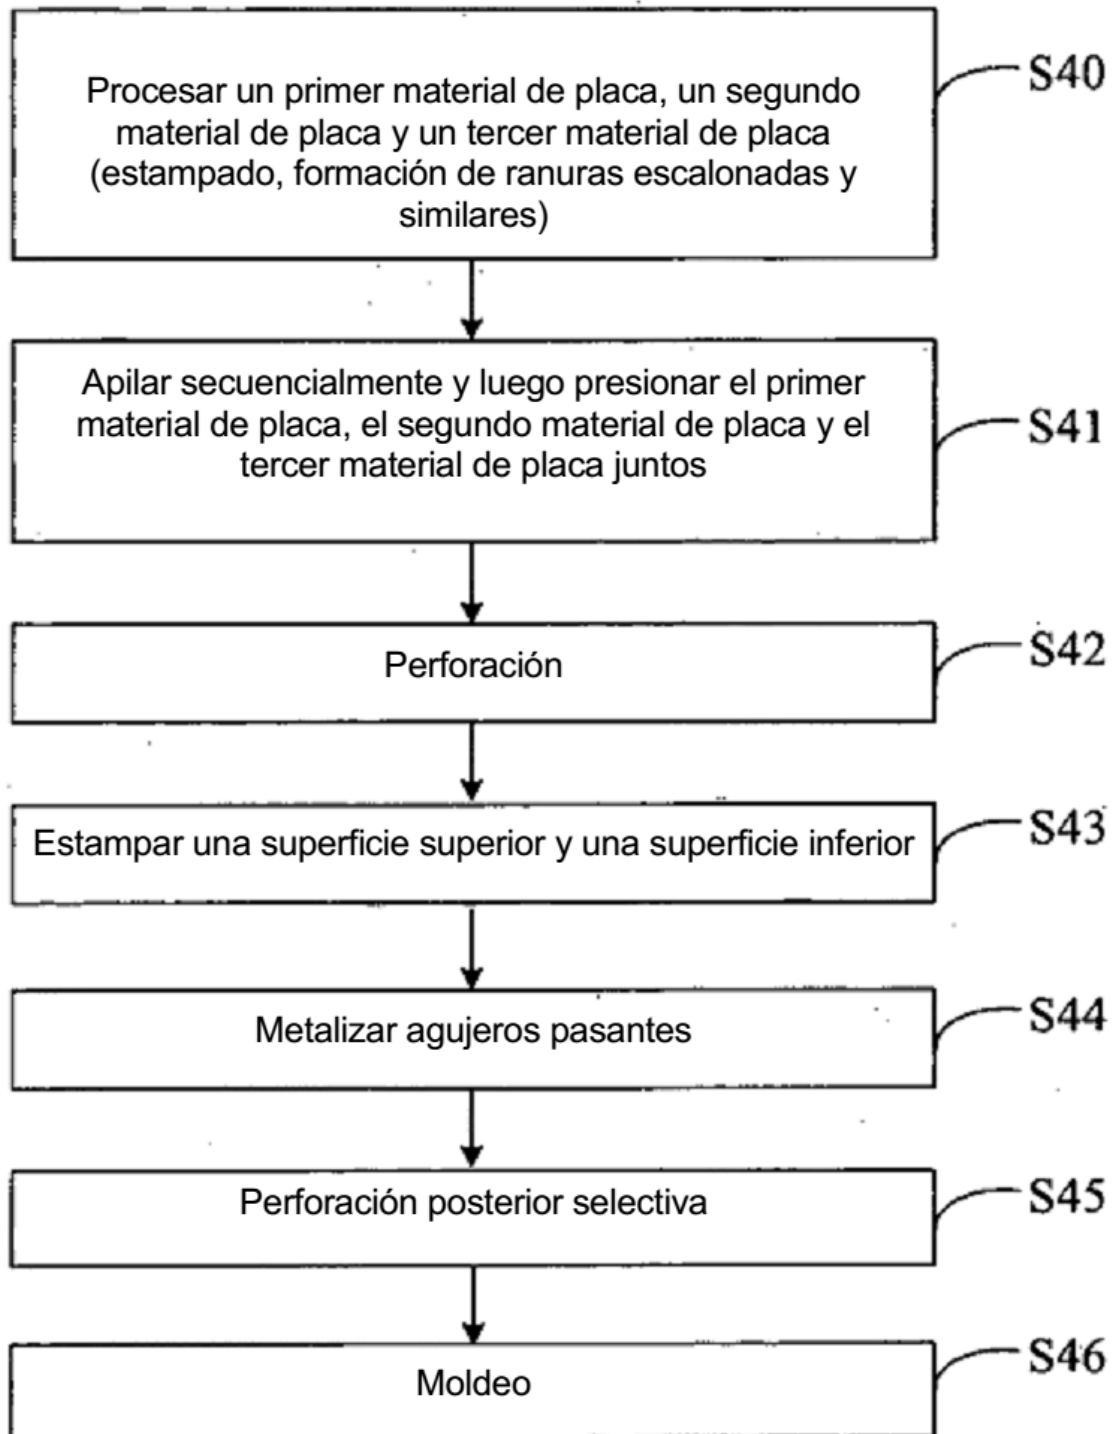 Procesar un primer material de placa, un segundo
material de placa y un tercer material de placa
(estampado, formación de ranuras escalonadas y
similares)
S40
Apilar secuencialmente y luego presionar el primer
material de placa, el segundo material de placa y el
tercer material de placa juntos
S41
Perforación
S42
Estampar una superficie superior y una superficie inferior
S43
Metalizar agujeros pasantes
S44
Perforación posterior selectiva
S45
Moldeo
S46